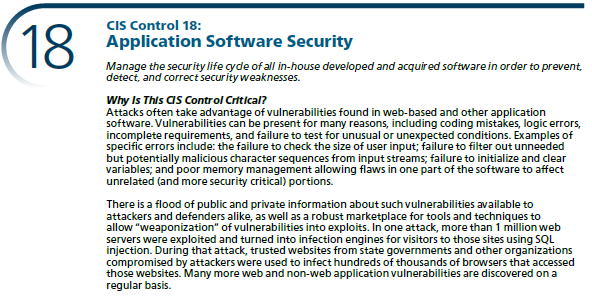 18
CIS Control 18:
Application Software Security
Manage the security life cycle of all in-house developed and acquired software in order to prevent,
detect, and correct security weaknesses.
Why Is This CIS Control Critical?
Attacks often take advantage of vulnerabilities found in web-based and other application
software. Vulnerabilities can be present for many reasons, including coding mistakes, logic errors,
incomplete requirements, and failure to test for unusual or unexpected conditions. Examples of
specific errors include: the failure to check the size of user input; failure to filter out unneeded
but potentially malicious character sequences from input streams; failure to initialize and clear
variables; and poor memory management allowing flaws in one part of the software to affect
unrelated (and more security critical) portions.
There is a flood of public and private information about such vulnerabilities available to
attackers and defenders alike, as well as a robust marketplace for tools and techniques to
allow “weaponization” of vulnerabilities into exploits. In one attack, more than 1 million web
servers were exploited and turned into infection engines for visitors to those sites using SQL
injection. During that attack, trusted websites from state governments and other organizations
compromised by attackers were used to infect hundreds of thousands of browsers that accessed
those websites. Many more web and non-web application vulnerabilities are discovered on a
regular basis.